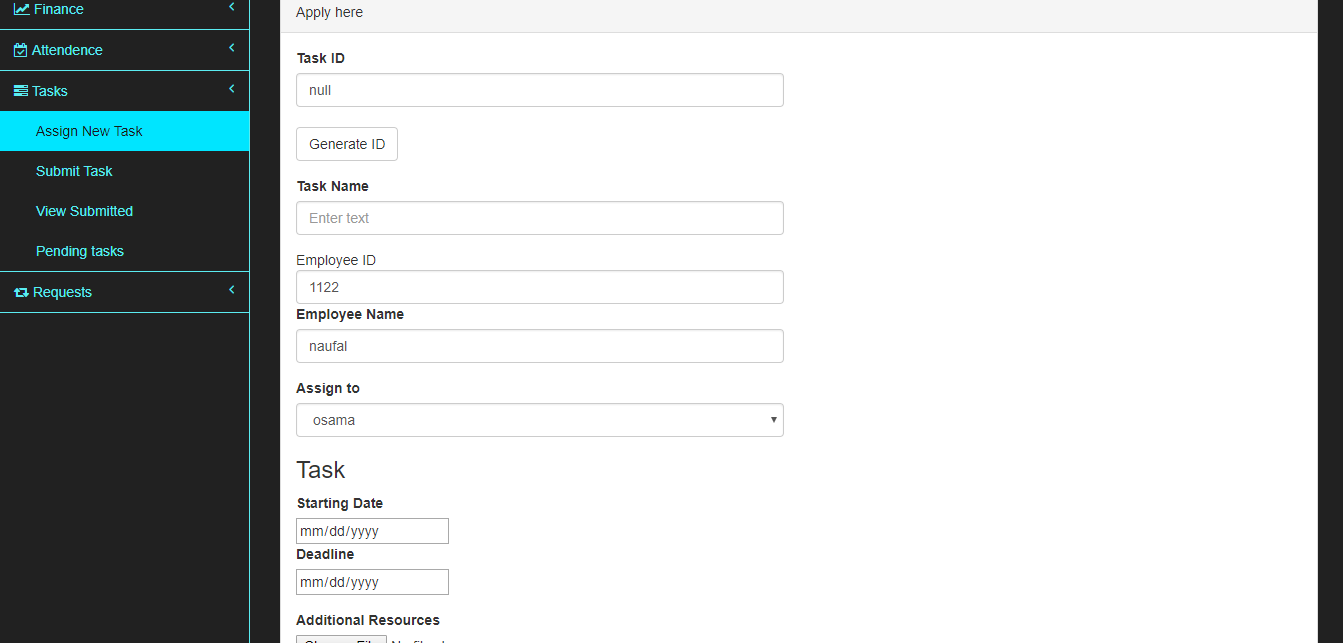 Finance
Attendence
Tasks
Assign New Task
Submit Task
View Submitted
Pending tasks
Requests
Apply here
Task ID
null
Generate ID
Task Name
Enter text
Employee ID
1122
Employee Name
naufal
Assign to
osama
Task
Starting Date
mm/dd/yyyy
Deadline
mm/dd/yyyy
Additional Resources